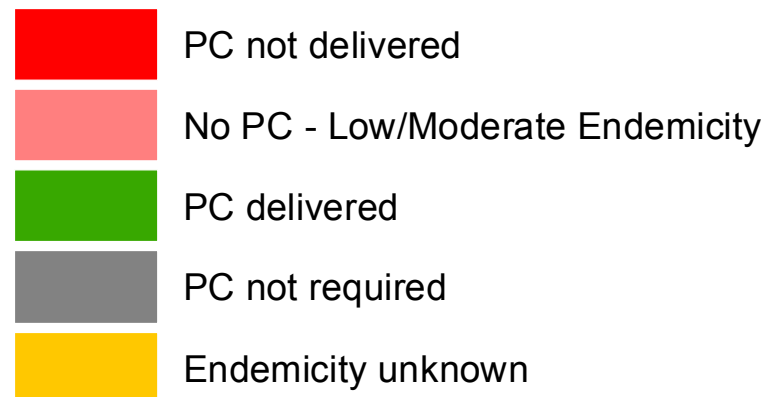 PC not delivered
No PC - Low/Moderate Endemicity
PC delivered
PC not required
Endemicity unknown